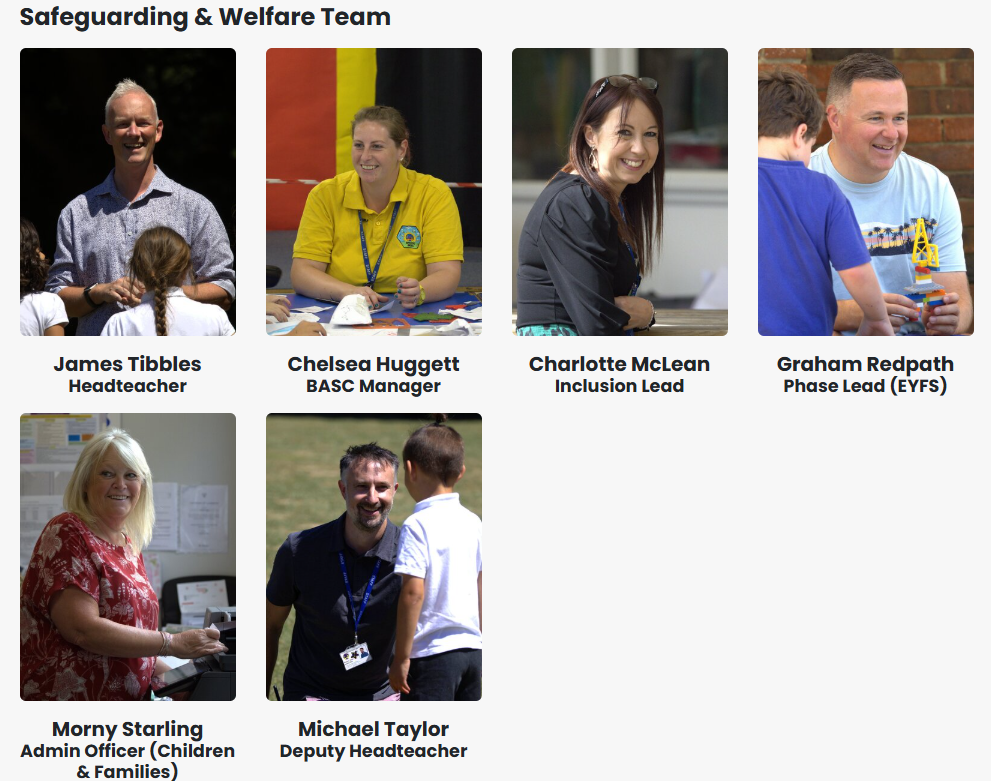 Safeguarding & Welfare Team
James Tibbles
Headteacher
Chelsea Huggett
BASC Manager
Charlotte McLean
Inclusion Lead
Graham Redpath
Phase Lead (EYFS)
Morny Starling
Admin Officer (Children
& Families)
Michael Taylor
Deputy Headteacher